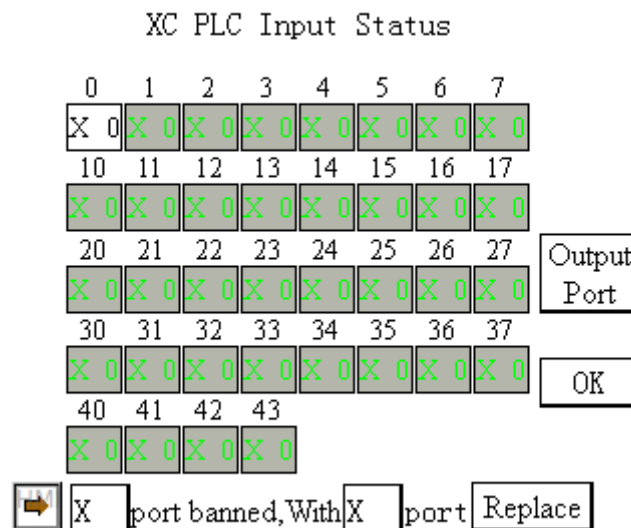 XC PLC Input Status
0 1 2 3 4 5 6 7
X 0 X 0 X 0 X 0 X 0 X 0 X 0 X 0
10 11 12 13 14 15 16 17
X 0 X 0 X 0 X 0 X 0 X 0 X 0 X 0
20 21 22 23 24 25 26 27
X 0 X 0 X 0 X 0 X 0 X 0 X 0 X 0
Output
Port
30 31 32 33 34 35 36 37
X 0 X 0 X 0 X 0 X 0 X 0 X 0 X 0
OK
40 41 42 43
X 0 X 0 X 0 X 0
HM X port banned,With X port Replace